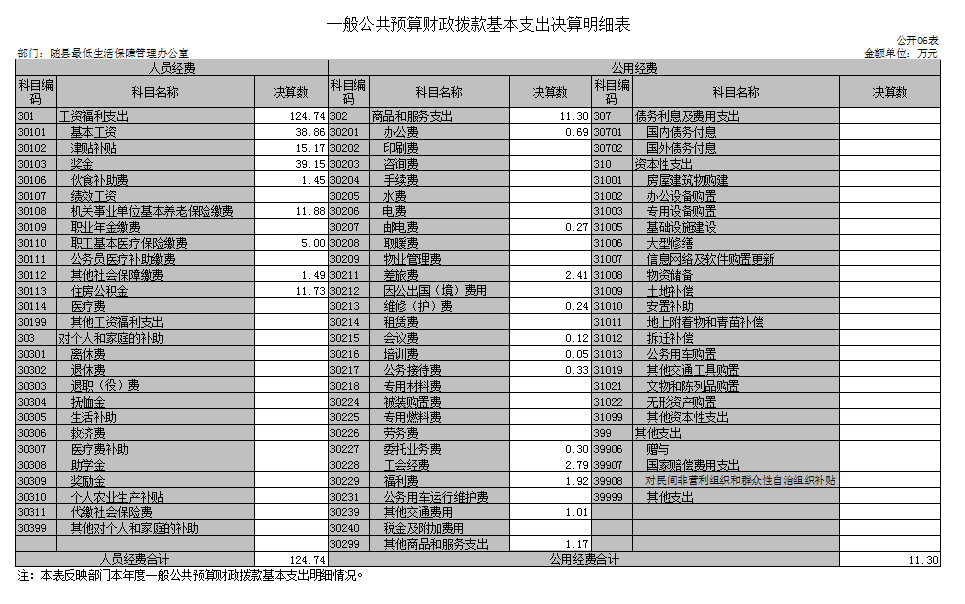 一般公共预算财政拨款基本支出决算明细表
公开06表
部门：随县最低生活保障管理办公室 金额单位：万元
人员经费 公用经费
科目编码 科目名称 决算数 科目编码 科目名称 决算数 科目编码 科目名称 决算数
301 工资福利支出 124.74 302 商品和服务支出 11.30 307 债务利息及费用支出
30101 基本工资 38.86 30201 办公费 0.69 30701 国内债务付息
30102 津贴补贴 15.17 30202 印刷费 30702 国外债务付息
30103 奖金 39.15 30203 咨询费 310 资本性支出
30106 伙食补助费 1.45 30204 手续费 31001 房屋建筑物购建
30107 绩效工资 30205 水费 31002 办公设备购置
30108 机关事业单位基本养老保险缴费 11.88 30206 电费 31003 专用设备购置
30109 职业年金缴费 30207 邮电费 0.27 31005 基础设施建设
30110 职工基本医疗保险缴费 5.00 30208 取暖费 31006 大型修缮
30111 公务员医疗补助缴费 30209 物业管理费 31007 信息网络及软件购置更新
30112 其他社会保障缴费 1.49 30211 差旅费 2.41 31008 物资储备
30113 住房公积金 11.73 30212 因公出国（境）费用 31009 土地补偿
30114 医疗费 30213 维修（护）费 0.24 31010 安置补助
30199 其他工资福利支出 30214 租赁费 31011 地上附着物和青苗补偿
303 对个人和家庭的补助 30215 会议费 0.12 31012 拆迁补偿
30301 离休费 30216 培训费 0.05 31013 公务用车购置
30302 退休费 30217 公务接待费 0.33 31019 其他交通工具购置
30303 退职（役）费 30218 专用材料费 31021 文物和陈列品购置
30304 抚恤金 30224 被装购置费 31022 无形资产购置
30305 生活补助 30225 专用燃料费 31099 其他资本性支出
30306 救济费 30226 劳务费 399 其他支出
30307 医疗费补助 30227 委托业务费 0.30 39906 赠与
30308 助学金 30228 工会经费 2.79 39907 国家赔偿费用支出
30309 奖励金 30229 福利费 1.92 39908 对民间非营利组织和群众性自治组织补贴
30310 个人农业生产补贴 30231 公务用车运行维护费 39999 其他支出
30311 代缴社会保险费 30239 其他交通费用 1.01
30399 其他对个人和家庭的补助 30240 税金及附加费用
30299 其他商品和服务支出 1.17
人员经费合计 124.74 公用经费合计 11.30
注：本表反映部门本年度一般公共预算财政拨款基本支出明细情况。